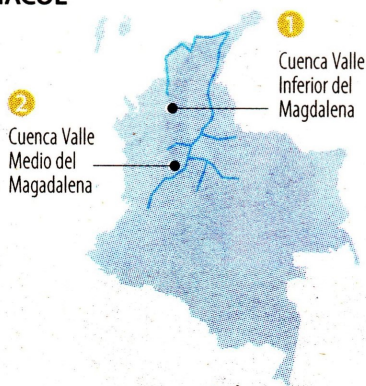 1
Cuenca Valle
Inferior del
Magdalena
2
Cuenca Valle
Medio del
Magadalena